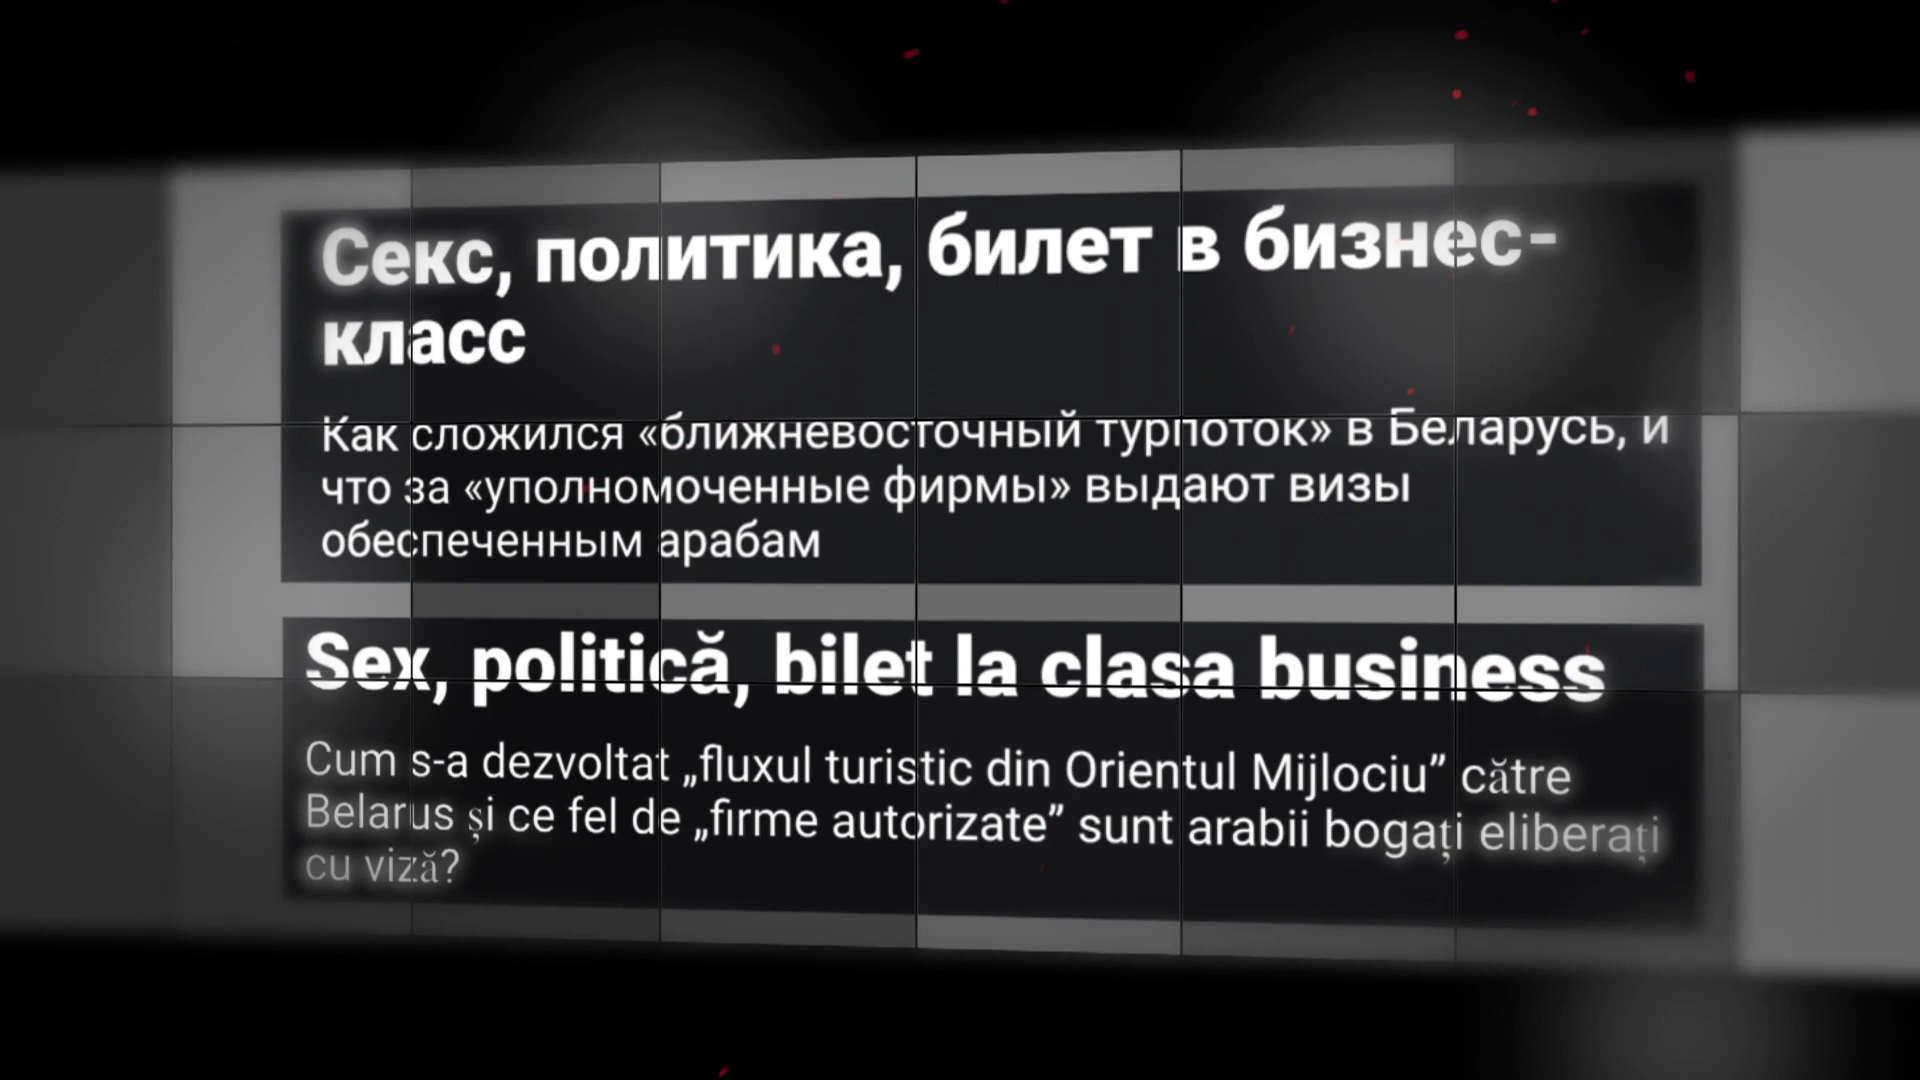 Секс, политика, билет в бизнес-
класс
Как сложился «ближневосточный турпоток» в Беларусь, и
что за «уполномоченные фирмы» выдают визы
обеспеченным арабам
Sex, politică, bilet la clasa business
Cum s-a dezvoltat „fluxul turistic din Orientul Mijlociu” către
Belarus și ce fel de „firme autorizate” sunt arabii bogați eliberați
cu viză?